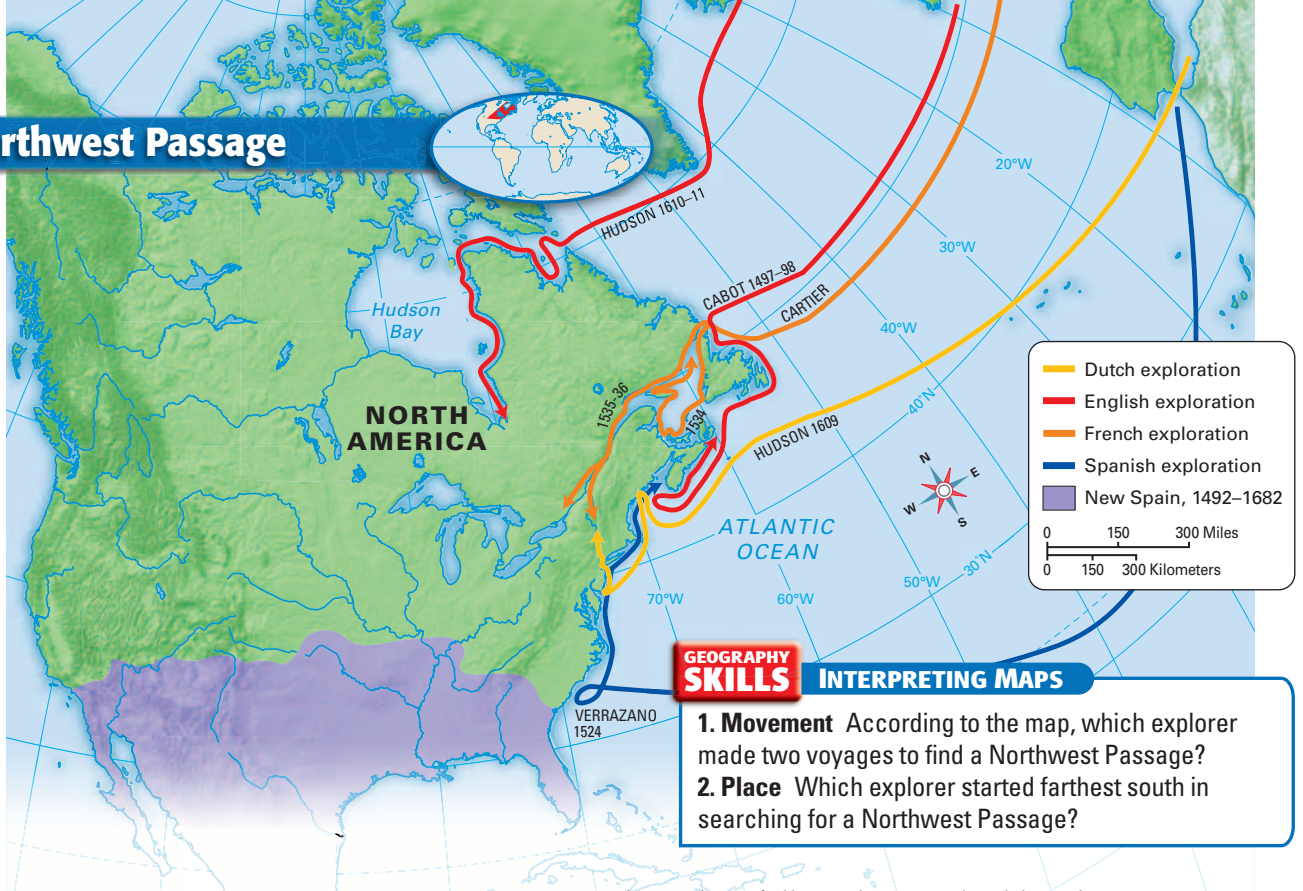 rthwest Passage
HUDSON 1610–11
20°W
30°W
CABOT 1497–98
CARTIER
Hudson
Bay
40°W
NORTH
AMERICA
1535-36
1534
40°N
HUDSON 1609
N
E
W
S
ATLANTIC
OCEAN
50°W
30°N
70°W
60°W
VERRAZANO
1524
Dutch exploration
English exploration
French exploration
Spanish exploration
New Spain, 1492–1682
0 150 300 Miles
0 150 300 Kilometers
GEOGRAPHY
SKILLS
INTERPRETING MAPS
1. Movement According to the map, which explorer
made two voyages to find a Northwest Passage?
2. Place Which explorer started farthest south in
searching for a Northwest Passage?